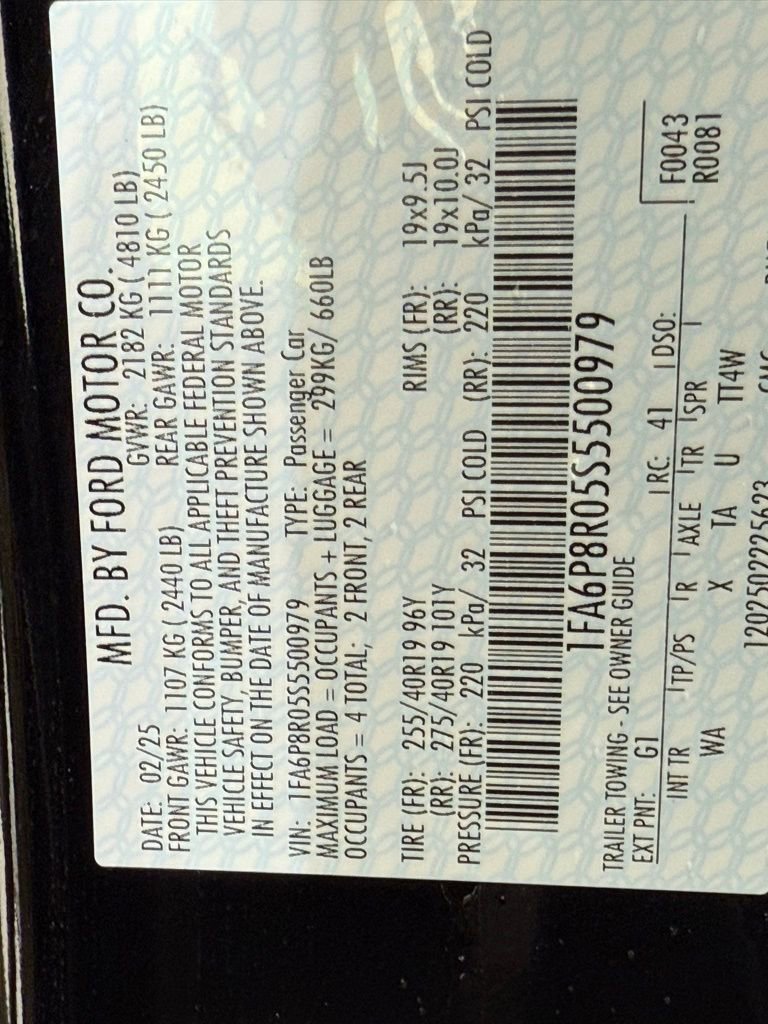 MFD. BY FORD MOTOR CO.
DATE: 02/25 GVWR: 2182 KG ( 4810 LB)
FRONT GAWR: 1107 KG ( 2440 LB) REAR GAWR: 1111 KG ( 2450 LB)
THIS VEHICLE CONFORMS TO ALL APPLICABLE FEDERAL MOTOR
VEHICLE SAFETY, BUMPER, AND THEFT PREVENTION STANDARDS
IN EFFECT ON THE DATE OF MANUFACTURE SHOWN ABOVE.
VIN: 1FA6P8R05S5500979 TYPE: Passenger Car
MAXIMUM LOAD = OCCUPANTS + LUGGAGE = 299KG/ 660LB
OCCUPANTS = 4 TOTAL; 2 FRONT, 2 REAR
TIRE (FR): 255/40R19 96Y RIMS (FR): 19x9.5J
(RR): 275/40R19 101Y (RR): 19x10.0J
PRESSURE (FR): 220 kPa/ 32 PSI COLD (RR): 220 kPa/ 32 PSI COLD
1FA6P8R05S5500979
TRAILER TOWING - SEE OWNER GUIDE
EXT PNT: G1 RC: 41 DSO: F0043
INT TR TP/PS R AXLE TR SPR R0081
WA X TA U TT4W
1202502225623